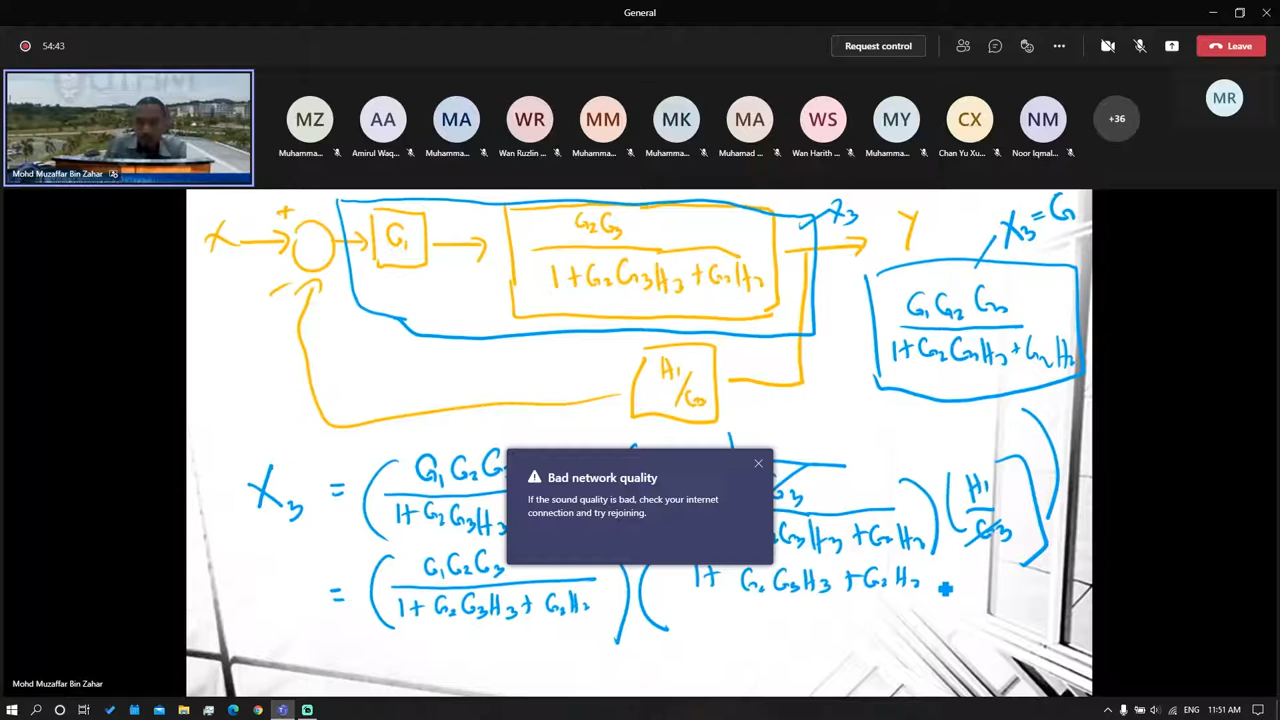 General
54:43
Request control
Leave
MZ
AA
MA
WR
MM
MK
MA
WS
MY
CX
NM
+36
MR
Muhamma...
Amirul Waq...
Muhamma...
Wan Ruzlin ...
Muhamma...
Muhamma...
Muhamad ...
Wan Harith ...
Muhamma...
Chan Yu Xu...
Noor Iqmal...
Mohd Muzaffar Bin Zahar
X + G₁ G₂G₃ X₃ Y X₃ = G
1+G₂G₃H₃+G₂H₂
G₁G₂G₃
1+G₂G₃H₃+G₂H₂
−
H₁/G₃
X₃ = ( G₁G₂G
1+G₂G₃H₃
G₃
G₃H₃+G₂H₂ ) ( H₁
G₃ )
Bad network quality
If the sound quality is bad, check your internet
connection and try rejoining.
= ( G₁G₂G₃
1+G₂G₃H₃+G₂H₂ ) ( 1+ G₂G₃H₃+G₂H₂
Mohd Muzaffar Bin Zahar
ENG
11:51 AM